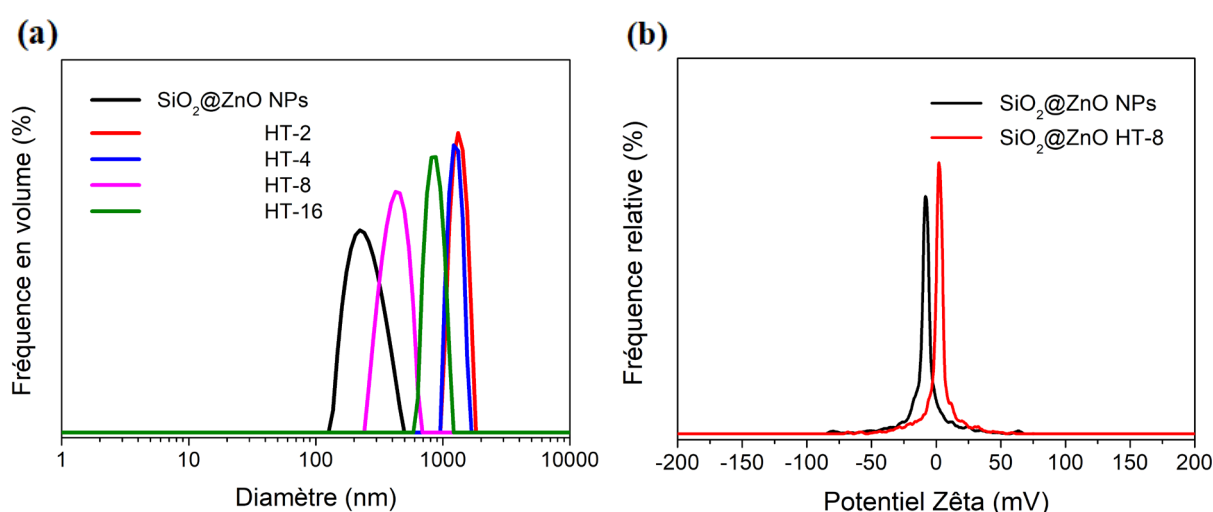 (a)
Fréquence en volume (%)
SiO2@ZnO NPs
HT-2
HT-4
HT-8
HT-16
1 10 100 1000 10000
Diamètre (nm)
(b)
Fréquence relative (%)
SiO2@ZnO NPs
SiO2@ZnO HT-8
-200 -150 -100 -50 0 50 100 150 200
Potentiel Zêta (mV)